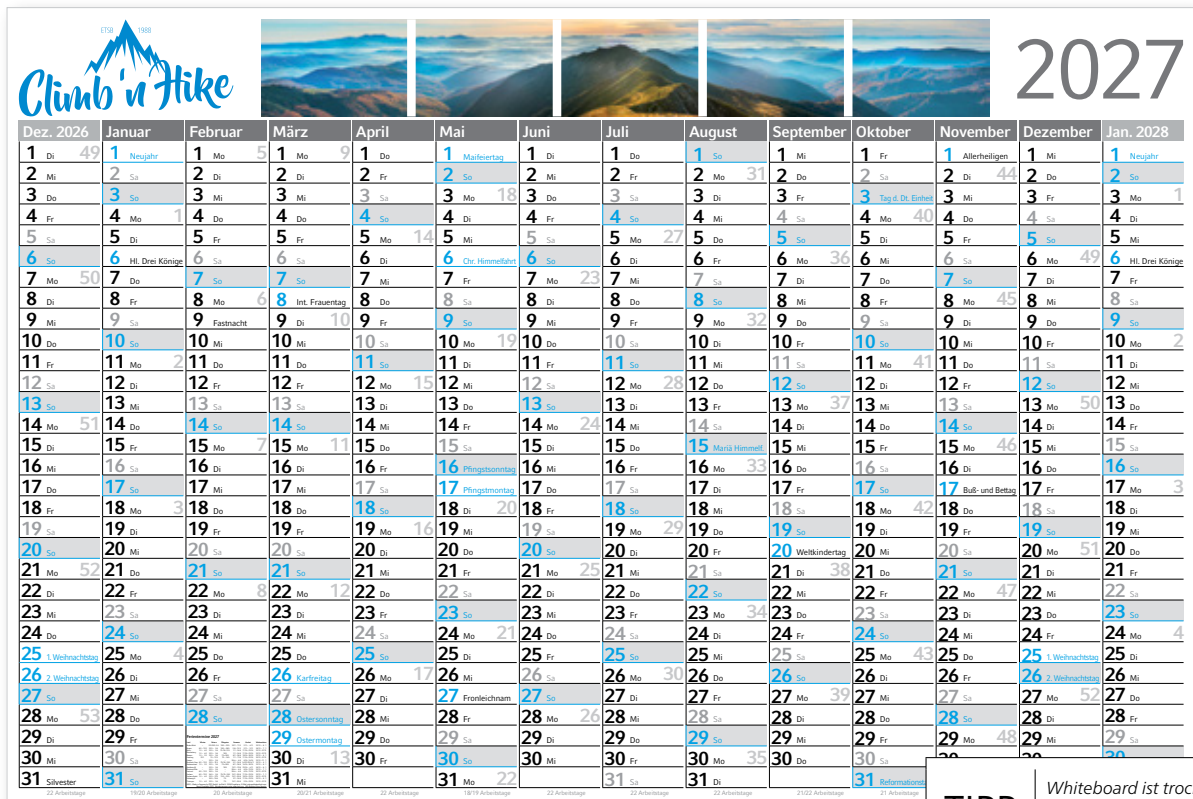 ETSB 1988
Climb 'n Hike
2027
Dez. 2026 Januar Februar März April Mai Juni Juli August September Oktober November Dezember Jan. 2028
1 Di 49 1 Neujahr 1 Mo 5 1 Mo 9 1 Do 1 Maifeiertag 1 Di 1 Do 1 So 1 Mi 1 Fr 1 Allerheiligen 1 Mi 1 Neujahr
2 Mi 2 Sa 2 Di 2 Di 2 Fr 2 So 2 Mi 2 Fr 2 Mo 31 2 Do 2 Sa 2 Di 44 2 Do 2 So
3 Do 3 So 3 Mi 3 Mi 3 Sa 3 Mo 18 3 Do 3 Sa 3 Di 3 Fr 3 Tag d. Dt. Einheit 3 Mi 3 Fr 3 Mo 1
4 Fr 4 Mo 1 4 Do 4 Do 4 So 4 Di 4 Fr 4 So 4 Mi 4 Sa 4 Mo 40 4 Do 4 Sa 4 Di
5 Sa 5 Di 5 Fr 5 Fr 5 Mo 14 5 Mi 5 Sa 5 Mo 27 5 Do 5 So 5 Di 5 Fr 5 So 5 Mi
6 So 6 Hl. Drei Könige 6 Sa 6 Sa 6 Di 6 Chr. Himmelfahrt 6 So 6 Di 6 Fr 6 Mo 36 6 Mi 6 Sa 6 Mo 49 6 Hl. Drei Könige
7 Mo 50 7 Do 7 So 7 So 7 Mi 7 Fr 7 Mo 23 7 Mi 7 Sa 7 Di 7 Do 7 So 7 Di 7 Fr
8 Di 8 Fr 8 Mo 6 8 Int. Frauentag 8 Do 8 Sa 8 Di 8 Do 8 So 8 Mi 8 Fr 8 Mo 45 8 Mi 8 Sa
9 Mi 9 Sa 9 Fastnacht 9 Di 10 9 Fr 9 So 9 Mi 9 Fr 9 Mo 32 9 Do 9 Sa 9 Di 9 Do 9 So
10 Do 10 So 10 Mi 10 Mi 10 Sa 10 Mo 19 10 Do 10 Sa 10 Di 10 Fr 10 So 10 Mi 10 Fr 10 Mo 2
11 Fr 11 Mo 2 11 Do 11 Do 11 So 11 Di 11 Fr 11 So 11 Mi 11 Sa 11 Mo 41 11 Do 11 Sa 11 Di
12 Sa 12 Di 12 Fr 12 Fr 12 Mo 15 12 Mi 12 Sa 12 Mo 28 12 Do 12 So 12 Di 12 Fr 12 So 12 Mi
13 So 13 Mi 13 Sa 13 Sa 13 Di 13 Do 13 So 13 Di 13 Fr 13 Mo 37 13 Mi 13 Sa 13 Mo 50 13 Do
14 Mo 51 14 Do 14 So 14 So 14 Mi 14 Fr 14 Mo 24 14 Mi 14 Sa 14 Di 14 Do 14 So 14 Di 14 Fr
15 Di 15 Fr 15 Mo 7 15 Mo 11 15 Do 15 Sa 15 Di 15 Do 15 Mariä Himmelf. 15 Mi 15 Fr 15 Mo 46 15 Mi 15 Sa
16 Mi 16 Sa 16 Di 16 Di 16 Fr 16 Pfingstsonntag 16 Mi 16 Fr 16 Mo 33 16 Do 16 Sa 16 Di 16 Do 16 So
17 Do 17 So 17 Mi 17 Mi 17 Sa 17 Pfingstmontag 17 Do 17 Sa 17 Di 17 Fr 17 So 17 Buß- und Bettag 17 Fr 17 Mo 3
18 Fr 18 Mo 3 18 Do 18 Do 18 So 18 Di 20 18 Fr 18 So 18 Mi 18 Sa 18 Mo 42 18 Do 18 Sa 18 Di
19 Sa 19 Di 19 Fr 19 Fr 19 Mo 16 19 Mi 19 Sa 19 Mo 29 19 Do 19 So 19 Di 19 Fr 19 So 19 Mi
20 So 20 Mi 20 Sa 20 Sa 20 Di 20 Do 20 So 20 Di 20 Fr 20 Weltkindertag 20 Mi 20 Sa 20 Mo 51 20 Do
21 Mo 52 21 Do 21 So 21 So 21 Mi 21 Fr 21 Mo 25 21 Mi 21 Sa 21 Di 38 21 Do 21 So 21 Di 21 Fr
22 Di 22 Fr 22 Mo 8 22 Mo 12 22 Do 22 Sa 22 Di 22 Do 22 So 22 Mi 22 Fr 22 Mo 47 22 Mi 22 Sa
23 Mi 23 Sa 23 Di 23 Di 23 Fr 23 So 23 Mi 23 Fr 23 Mo 34 23 Do 23 Sa 23 Di 23 Do 23 So
24 Do 24 So 24 Mi 24 Mi 24 Sa 24 Mo 21 24 Do 24 Sa 24 Di 24 Fr 24 So 24 Mi 24 Fr 24 Mo 4
25 1. Weihnachtstag 25 Mo 4 25 Do 25 Do 25 So 25 Di 25 Fr 25 So 25 Mi 25 Sa 25 Mo 43 25 Do 25 1. Weihnachtstag 25 Di
26 2. Weihnachtstag 26 Di 26 Fr 26 Karfreitag 26 Mo 17 26 Mi 26 Sa 26 Mo 30 26 Do 26 So 26 Di 26 Fr 26 2. Weihnachtstag 26 Mi
27 So 27 Mi 27 Sa 27 Sa 27 Di 27 Fronleichnam 27 So 27 Di 27 Fr 27 Mo 39 27 Mi 27 Sa 27 Mo 52 27 Do
28 Mo 53 28 Do 28 So 28 Ostersonntag 28 Mi 28 Fr 28 Mo 26 28 Mi 28 Sa 28 Di 28 Do 28 So 28 Di 28 Fr
29 Di 29 Fr Ferientermine 2027 29 Ostermontag 29 Do 29 Sa 29 Di 29 Do 29 So 29 Mi 29 Fr 29 Mo 48 29 Mi 29 Sa
30 Mi 30 Sa 30 Di 13 30 Fr 30 So 30 Mi 30 Fr 30 Mo 35 30 Do 30 Sa
31 Silvester 31 So 31 Mi 31 Mo 22 31 Sa 31 Di 31 Reformationst
22 Arbeitstage 19/20 Arbeitstage 20 Arbeitstage 20/21 Arbeitstage 22 Arbeitstage 18/19 Arbeitstage 22 Arbeitstage 22 Arbeitstage 22 Arbeitstage 21/22 Arbeitstage 21 Arbeitstage
TIPP
Whiteboard ist troc